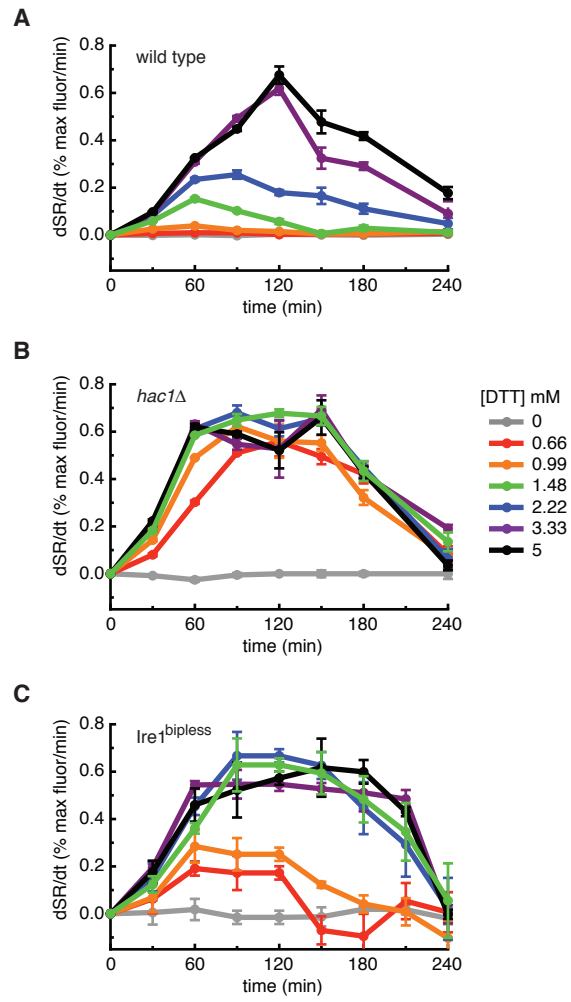 A
wild type
dSR/dt (% max fluor/min)
0.8
0.6
0.4
0.2
0.0
0 60 120 180 240
time (min)
B
hac1Δ
dSR/dt (% max fluor/min)
0.8
0.6
0.4
0.2
0.0
0 60 120 180 240
time (min)
[DTT] mM
0
0.66
0.99
1.48
2.22
3.33
5
C
Ire1bipless
dSR/dt (% max fluor/min)
0.8
0.6
0.4
0.2
0.0
0 60 120 180 240
time (min)